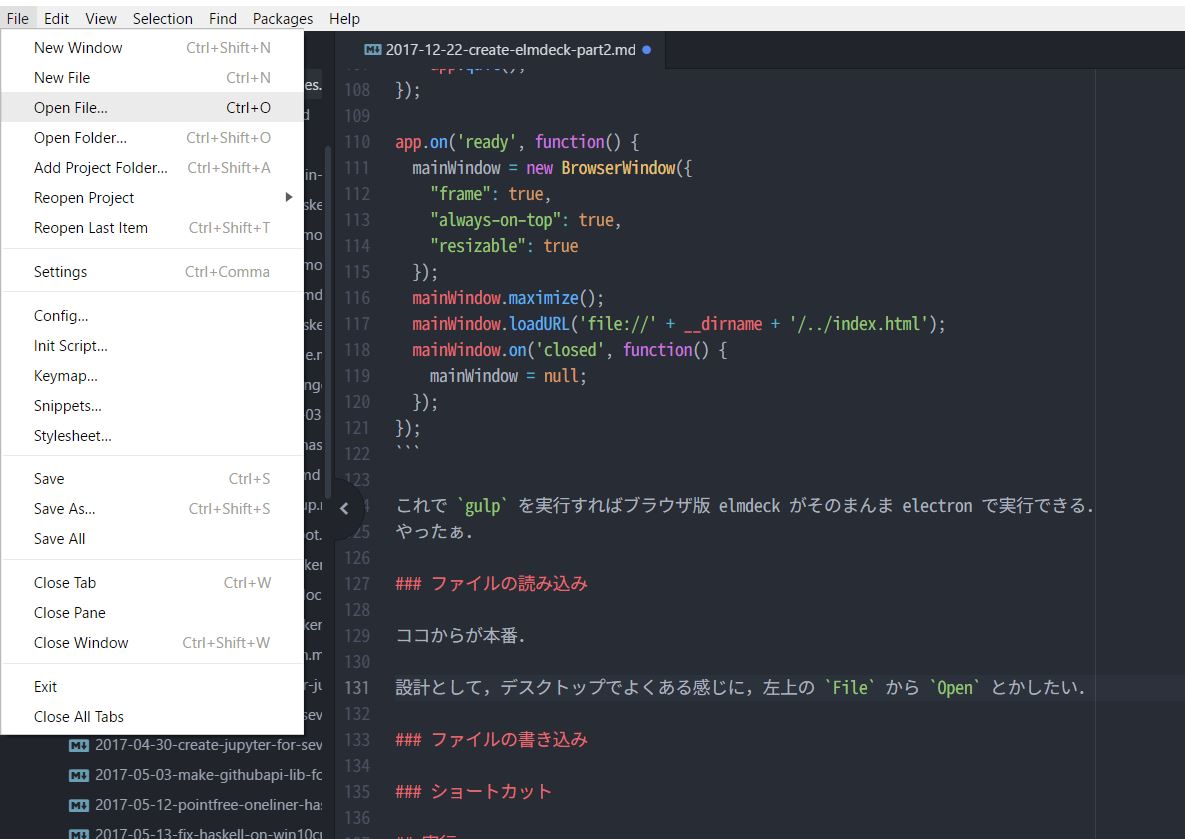 File Edit View Selection Find Packages Help
New Window Ctrl+Shift+N
New File Ctrl+N
Open File... Ctrl+O
Open Folder... Ctrl+Shift+O
Add Project Folder... Ctrl+Shift+A
Reopen Project
Reopen Last Item Ctrl+Shift+T
Settings Ctrl+Comma
Config...
Init Script...
Keymap...
Snippets...
Stylesheet...
Save Ctrl+S
Save As... Ctrl+Shift+S
Save All
Close Tab Ctrl+W
Close Pane
Close Window Ctrl+Shift+W
Exit
Close All Tabs
2017-04-30-create-jupyter-for-sev
2017-05-03-make-githubapi-lib-fo
2017-05-12-pointfree-oneliner-has
2017-05-13-fix-haskell-on-win10cr
2017-12-22-create-elmdeck-part2.md
108 });
109
110 app.on('ready', function() {
111 mainWindow = new BrowserWindow({
112 "frame": true,
113 "always-on-top": true,
114 "resizable": true
115 });
116 mainWindow.maximize();
117 mainWindow.loadURL('file://' + __dirname + '/../index.html');
118 mainWindow.on('closed', function() {
119 mainWindow = null;
120 });
121 });
122 ```
123
これで `gulp` を実行すればブラウザ版 elmdeck がそのまんま electron で実行できる．
やったぁ．
126
127 ### ファイルの読み込み
128
129 ココからが本番．
130
131 設計として，デスクトップでよくある感じに，左上の `File` から `Open` とかしたい．
132
133 ### ファイルの書き込み
134
135 ### ショートカット
136